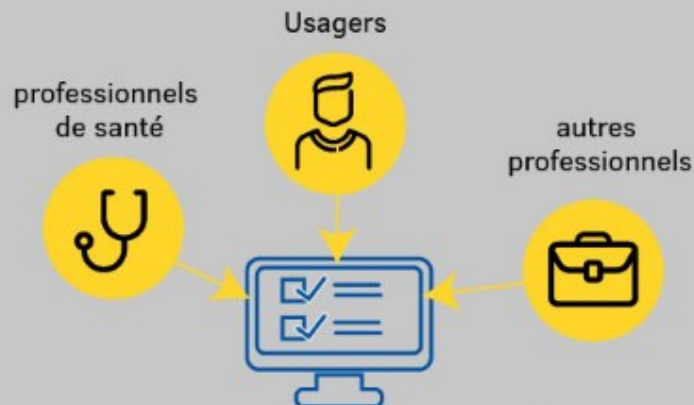 Usagers
professionnels
de santé
autres
professionnels